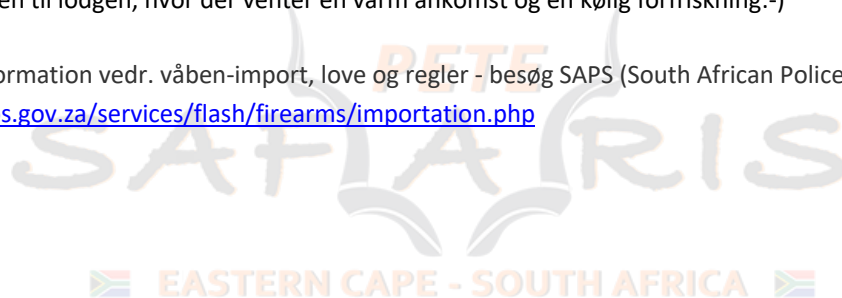 til lodgen, hvor der venter en varm ankomst og en kølig forfriskning:-)
PETE
ormation vedr. våben-import, love og regler - besøg SAPS (South African Police
s.gov.za/services/flash/firearms/importation.php
SAFARIS
EASTERN CAPE - SOUTH AFRICA